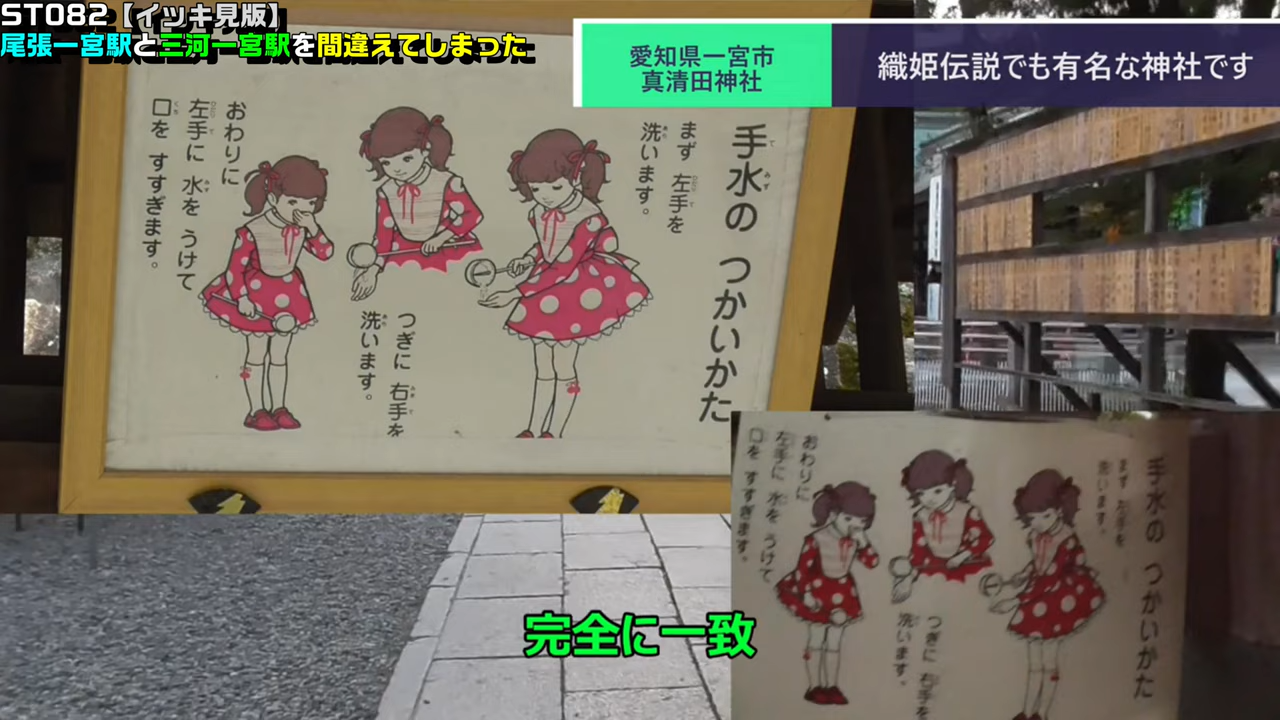 STO82【イツキ見版】
尾張一宮駅と三河一宮駅を間違えてしまった
愛知県一宮市
真清田神社
織姫伝説でも有名な神社です
手水の つかいかた
まず 左手を
洗います。
つぎに 右手を
洗います。
おわりに
左手に 水を うけて
口を すすぎます。
手水の つかいかた
まず 左手を
洗います。
つぎに 右手を
洗います。
おわりに
左手に 水を うけて
口を すすぎます。
完全に一致